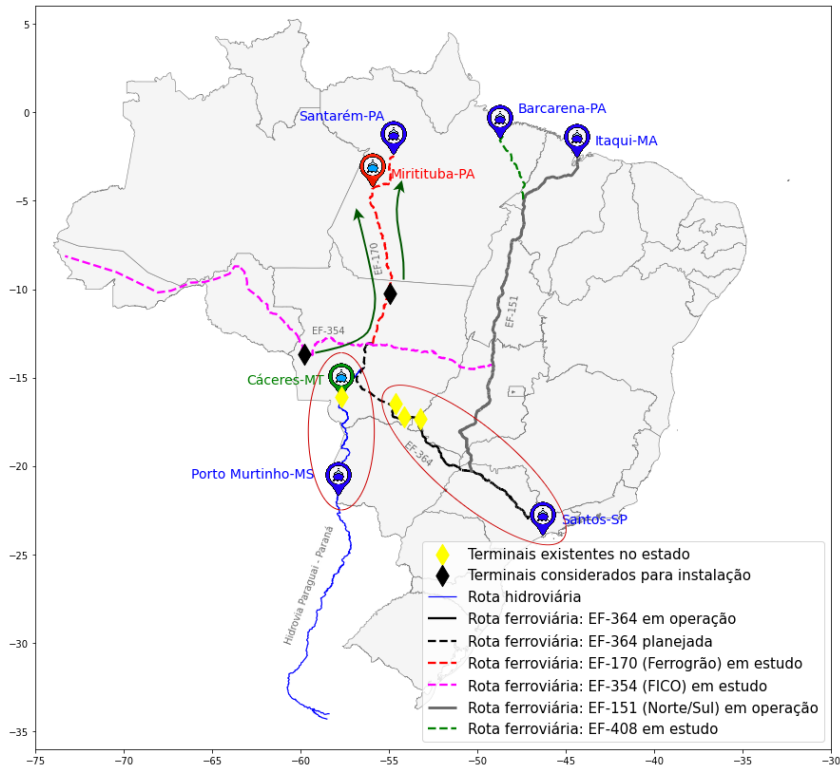 5
0
−5
−10
−15
−20
−25
−30
−35
−75
−70
−65
−60
−55
−50
−45
−40
−35
−30
Santarém-PA
Barcarena-PA
Itaqui-MA
Miritituba-PA
EF-170
EF-151
EF-354
Cáceres-MT
EF-364
Porto Murtinho-MS
Santos-SP
Hidrovia Paraguai - Paraná
Terminais existentes no estado
Terminais considerados para instalação
Rota hidroviária
Rota ferroviária: EF-364 em operação
Rota ferroviária: EF-364 planejada
Rota ferroviária: EF-170 (Ferrogrão) em estudo
Rota ferroviária: EF-354 (FICO) em estudo
Rota ferroviária: EF-151 (Norte/Sul) em operação
Rota ferroviária: EF-408 em estudo